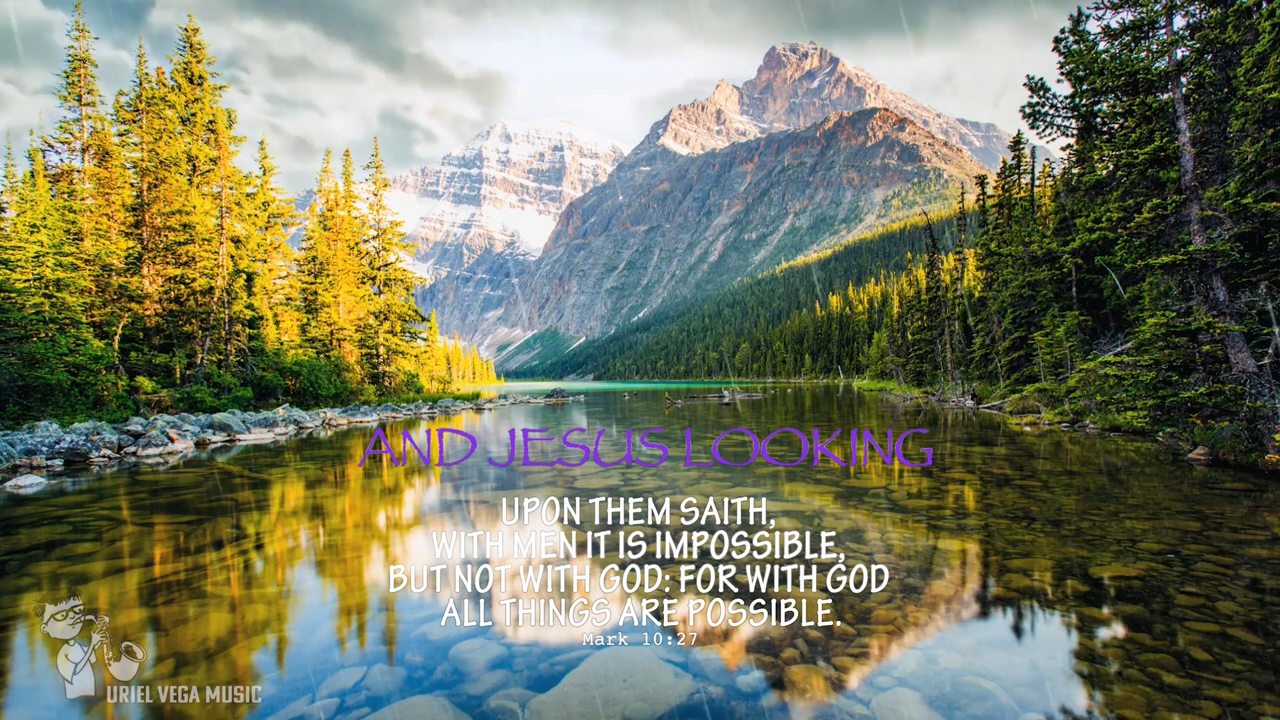 AND JESUS LOOKING
UPON THEM SAITH,
WITH MEN IT IS IMPOSSIBLE,
BUT NOT WITH GOD: FOR WITH GOD
ALL THINGS ARE POSSIBLE.
Mark 10:27
URIEL VEGA MUSIC